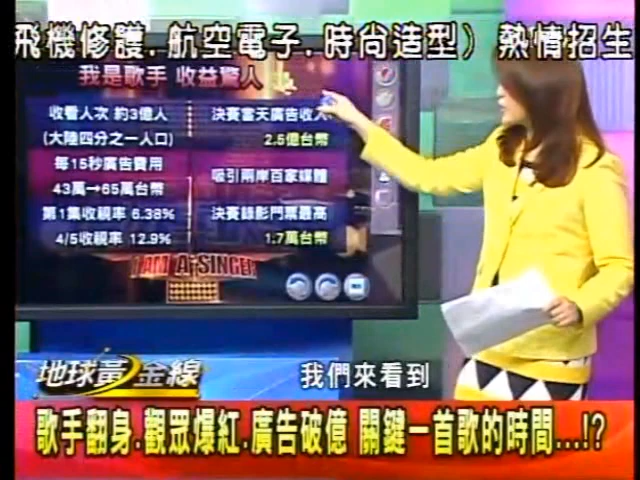 飛機修護．航空電子．時尚造型）熱情招生
我是歌手 收益驚人
收看人次 約3億人
(大陸四分之一人口)
決賽當天廣告收入
2.5億台幣
每15秒廣告費用
43萬→65萬台幣
吸引兩岸百家媒體
第1集收視率 6.38%
4/5收視率 12.9%
決賽錄影門票最高
1.7萬台幣
I AM A SINGER
地球黃金線
我們來看到
歌手翻身.觀眾爆紅.廣告破億 關鍵一首歌的時間...!?